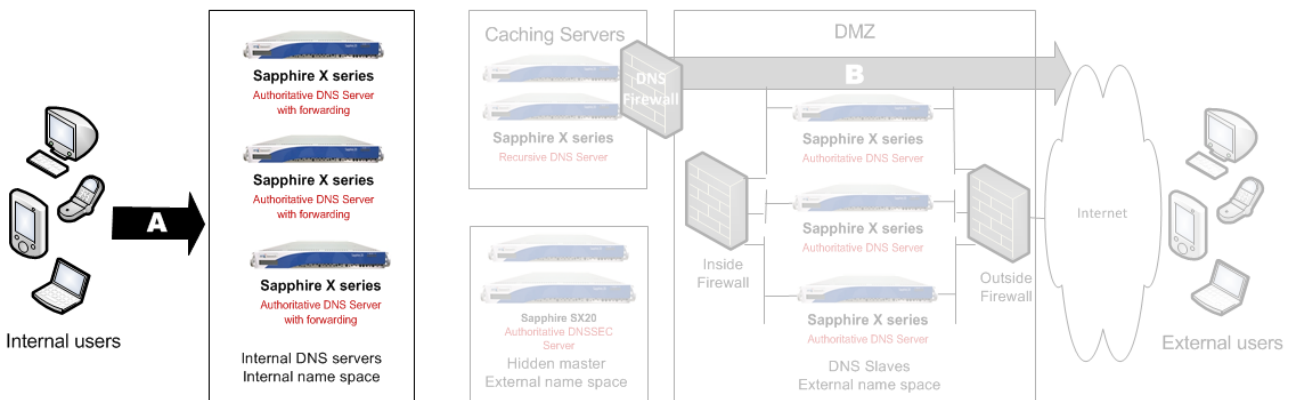 A
Internal users
Sapphire X series
Authoritative DNS Server
with forwarding
Sapphire X series
Authoritative DNS Server
with forwarding
Sapphire X series
Authoritative DNS Server
with forwarding
Internal DNS servers
Internal name space
Caching Servers
Sapphire X series
Recursive DNS Server
DNS
Firewall
Sapphire SX20
Authoritative DNSSEC
Server
Hidden master
External name space
DMZ
B
Sapphire X series
Authoritative DNS Server
Sapphire X series
Authoritative DNS Server
Sapphire X series
Authoritative DNS Server
Inside
Firewall
Outside
Firewall
DNS Slaves
External name space
Internet
External users